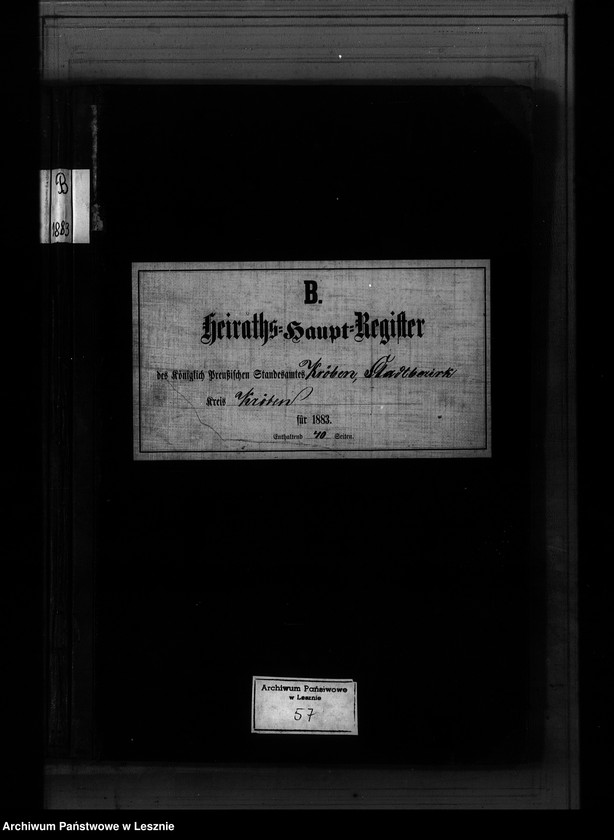 B
1883
B.
Heiraths-Haupt-Register
des Königlich Preußischen Standesamtes Kröben, Stadtbezirk
Kreis Kröben
für 1883.
Enthaltend 40 Seiten.
Archiwum Państwowe
w Lesznie
57
Archiwum Państwowe w Lesznie